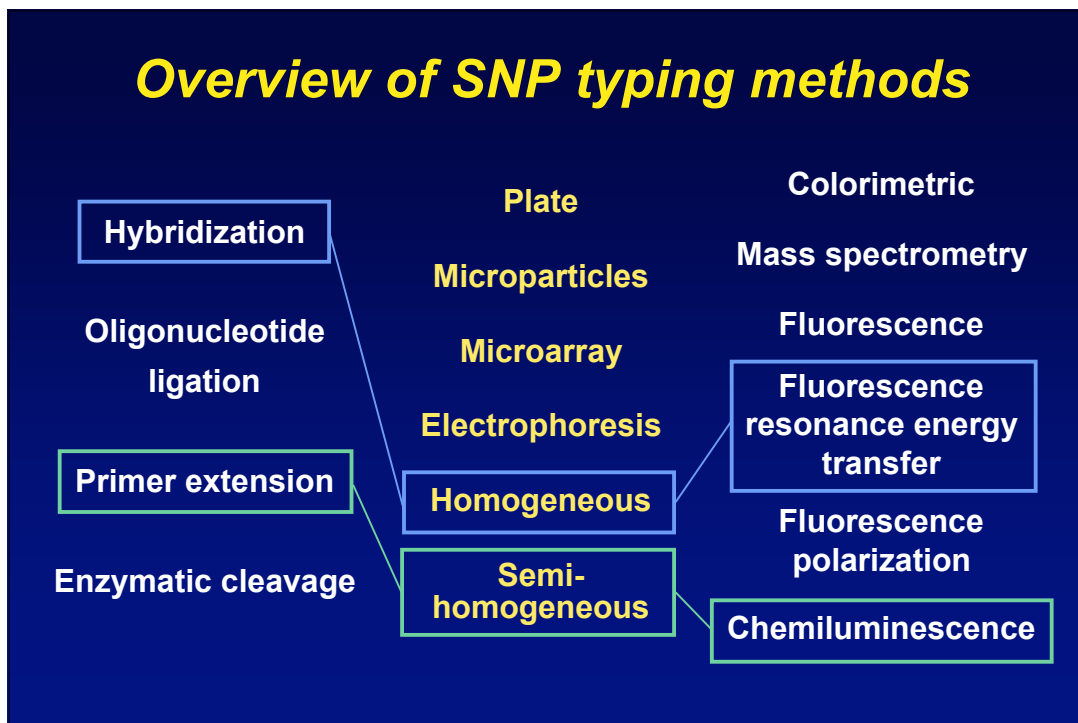 Overview of SNP typing methods
Hybridization
Oligonucleotide
ligation
Primer extension
Enzymatic cleavage
Plate
Microparticles
Microarray
Electrophoresis
Homogeneous
Semi-
homogeneous
Colorimetric
Mass spectrometry
Fluorescence
Fluorescence
resonance energy
transfer
Fluorescence
polarization
Chemiluminescence